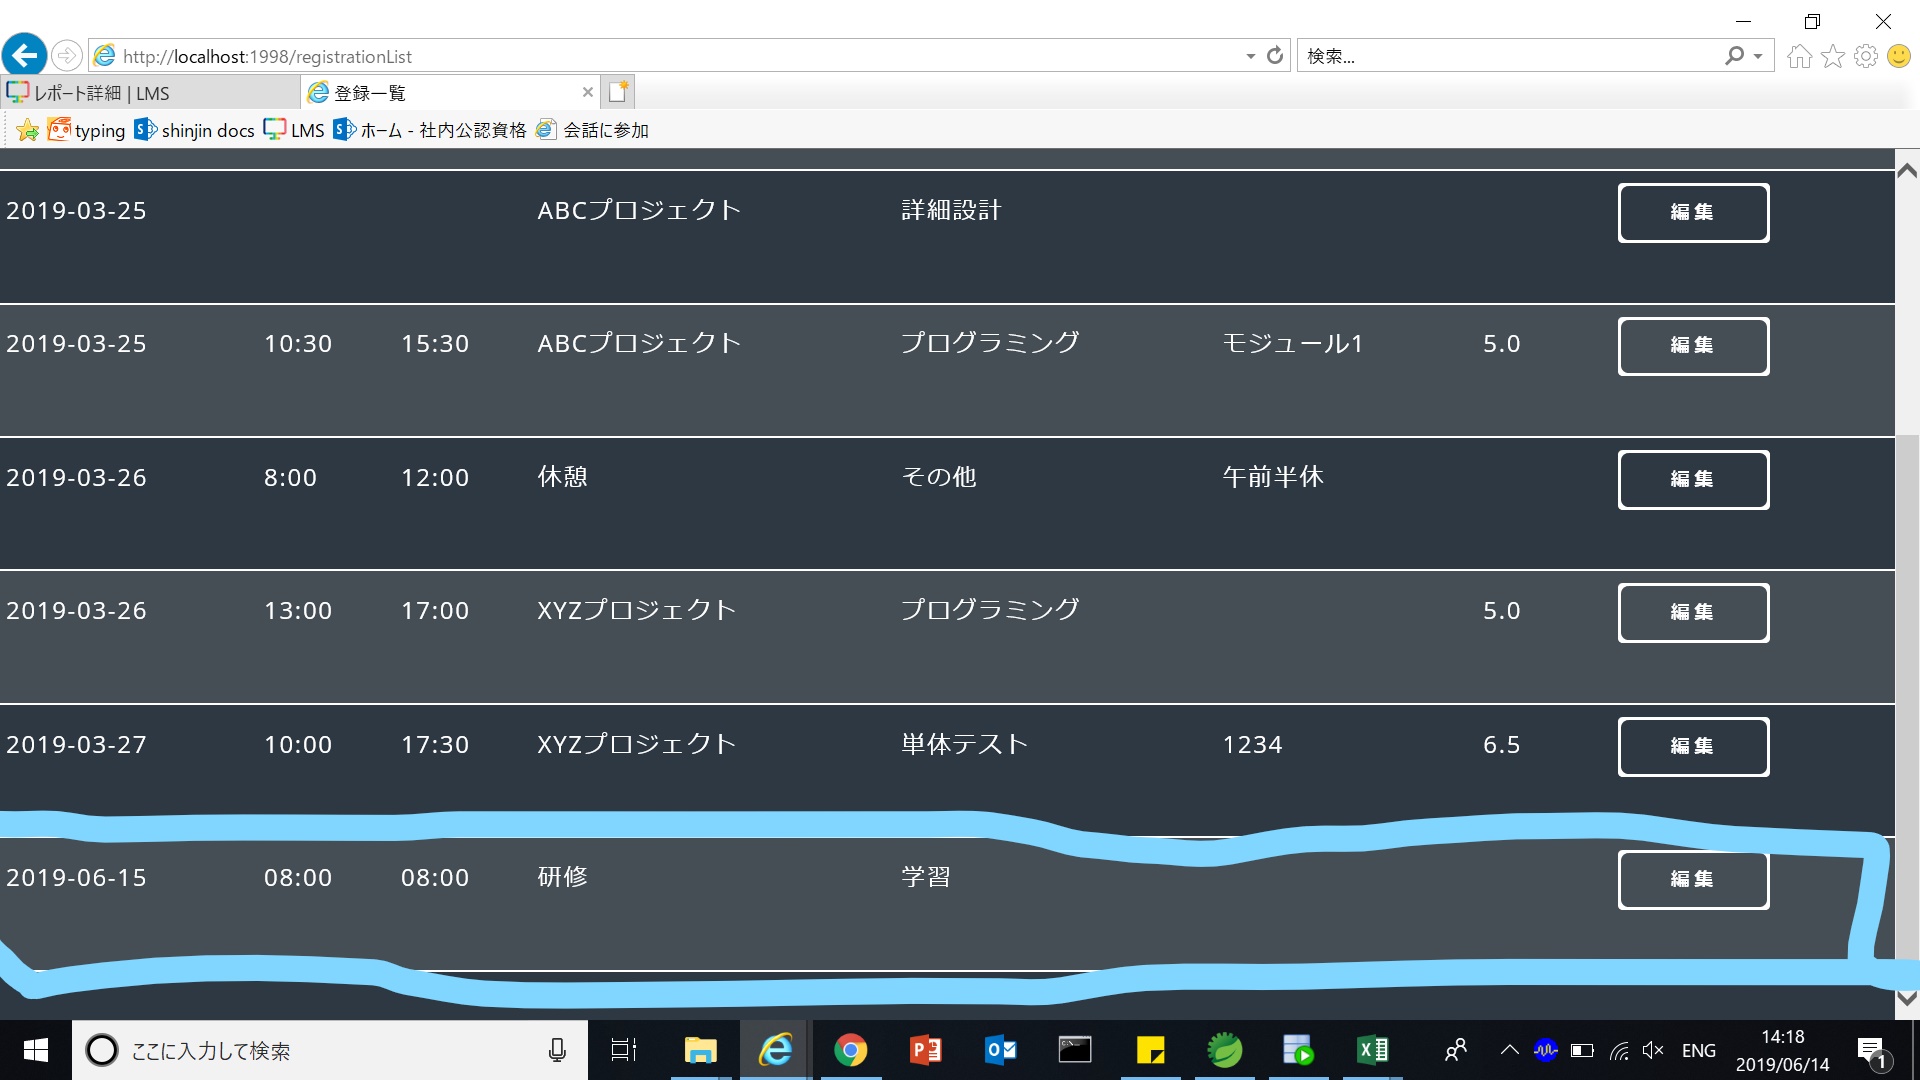 http://localhost:1998/registrationList
検索...
レポート詳細 | LMS
登録一覧
typing shinjin docs LMS ホーム - 社内公認資格 会話に参加
2019-03-25 ABCプロジェクト 詳細設計 編集
2019-03-25 10:30 15:30 ABCプロジェクト プログラミング モジュール1 5.0 編集
2019-03-26 8:00 12:00 休憩 その他 午前半休 編集
2019-03-26 13:00 17:00 XYZプロジェクト プログラミング 5.0 編集
2019-03-27 10:00 17:30 XYZプロジェクト 単体テスト 1234 6.5 編集
2019-06-15 08:00 08:00 研修 学習 編集
ここに入力して検索
ENG
14:18
2019/06/14
1